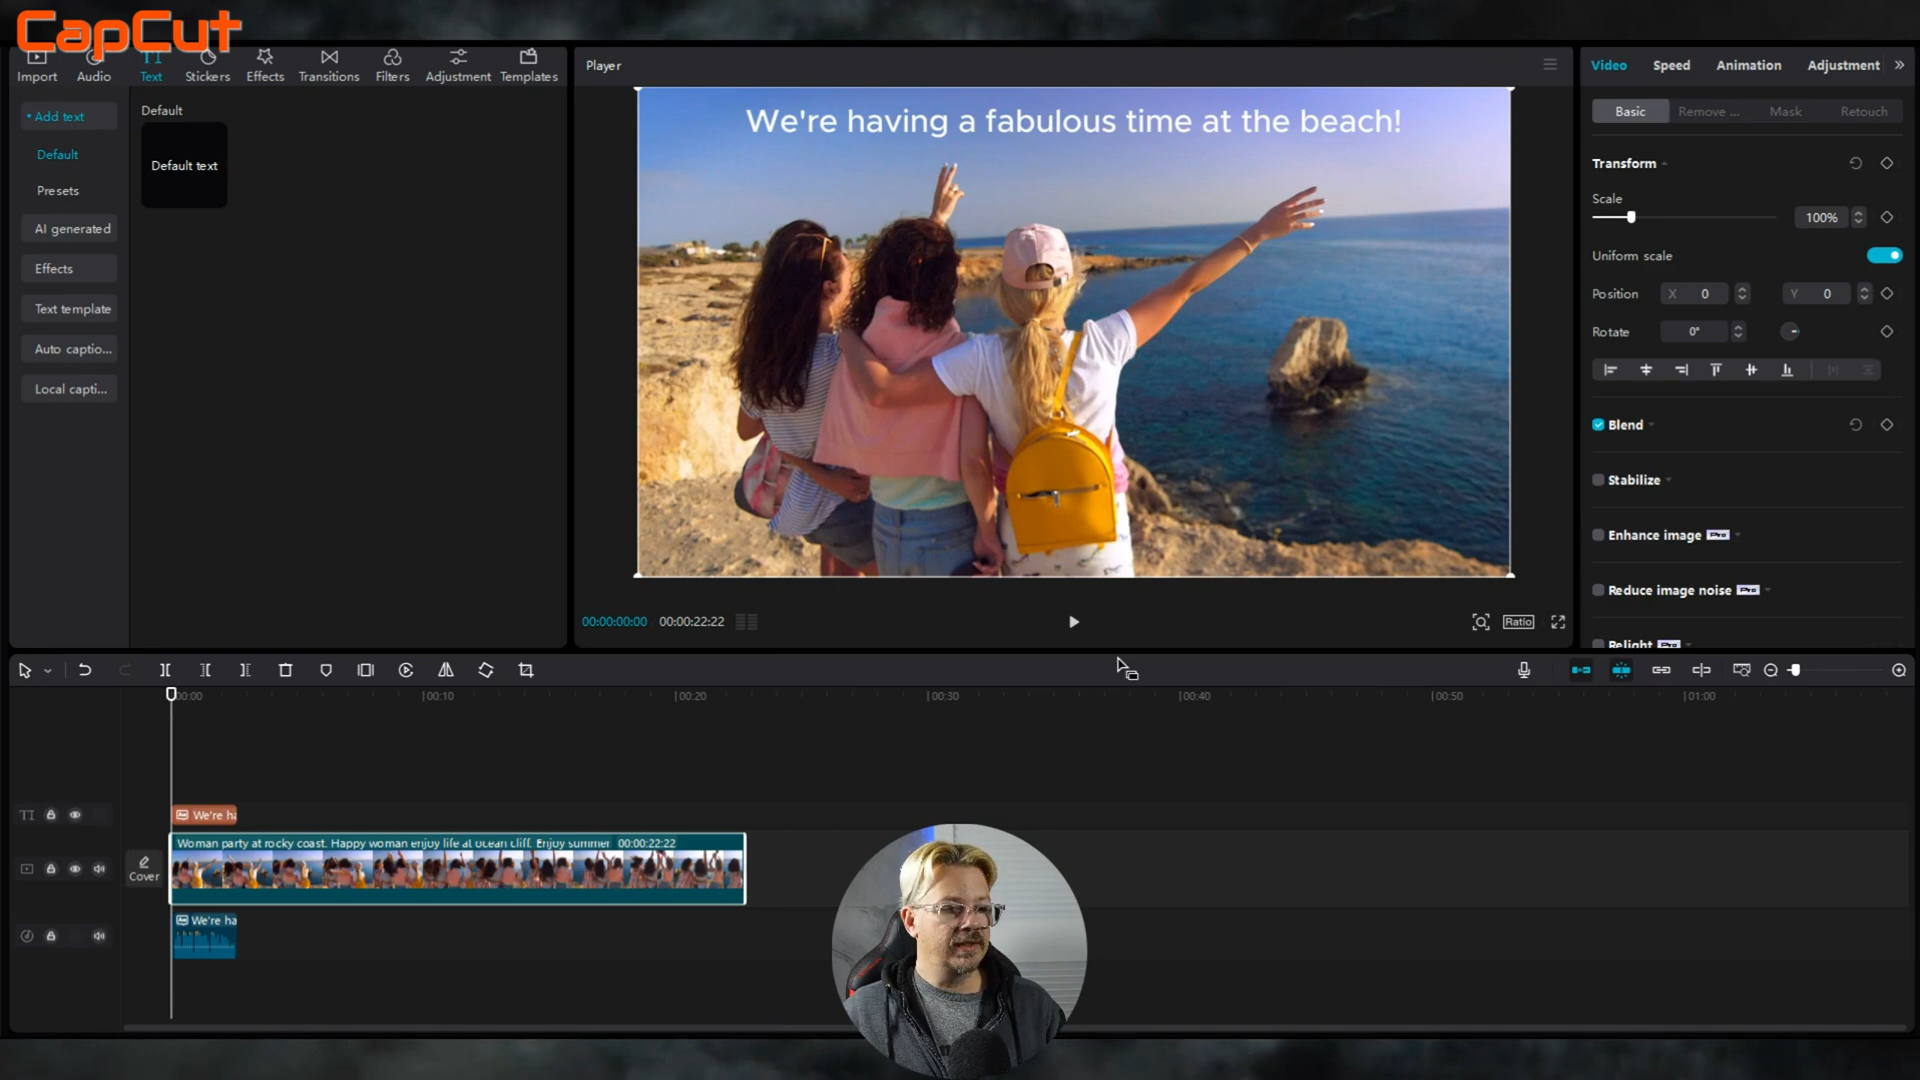 CapCut
Import
Audio
TI
Text
Stickers
Effects
Transitions
Filters
Adjustment
Templates
Add text
Default
Presets
AI generated
Effects
Text template
Auto captio...
Local capti...
Default
Default text
Player
We're having a fabulous time at the beach!
00:00:00:00
00:00:22:22
Ratio
Video
Speed
Animation
Adjustment
Basic
Remove ...
Mask
Retouch
Transform
Scale
100%
Uniform scale
Position
X 0
Y 0
Rotate
0°
Blend
Stabilize
Enhance image Pro
Reduce image noise Pro
Relight Pro
00:00
00:10
00:20
00:30
00:40
00:50
01:00
TI
We're ha
Cover
Woman party at rocky coast. Happy woman enjoy life at ocean cliff. Enjoy summer 00:00:22:22
We're ha